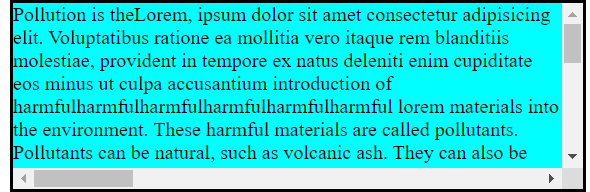 Pollution is theLorem, ipsum dolor sit amet consectetur adipisicing
elit. Voluptatibus ratione ea mollitia vero itaque rem blanditiis
molestiae, provident in tempore ex natus deleniti enim cupiditate
eos minus ut culpa accusantium introduction of
harmfulharmfulharmfulharmfulharmfulharmful lorem materials into
the environment. These harmful materials are called pollutants.
Pollutants can be natural, such as volcanic ash. They can also be